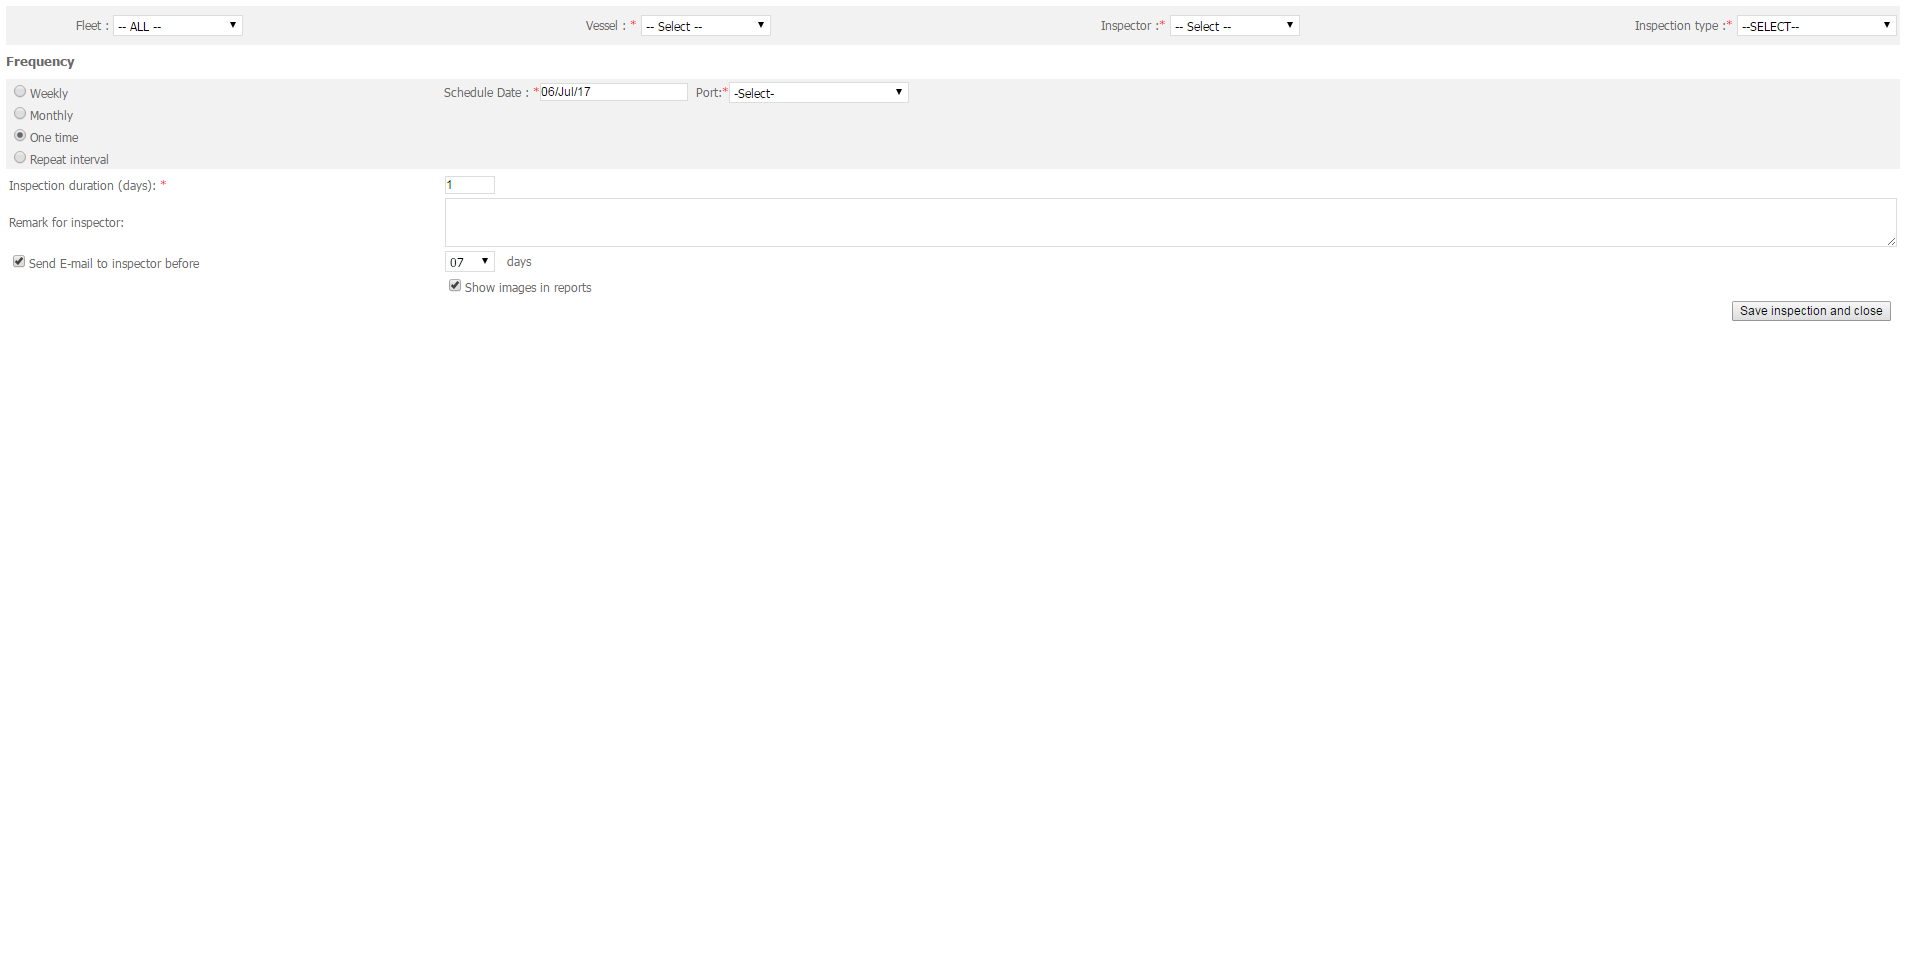 Fleet : -- ALL -- Vessel : * -- Select -- Inspector :* -- Select -- Inspection type :* --SELECT--
Frequency
Weekly Schedule Date : * 06/Jul/17 Port:* -Select-
Monthly
One time
Repeat interval
Inspection duration (days): * 1
Remark for inspector:
Send E-mail to inspector before 07 days
Show images in reports
Save inspection and close